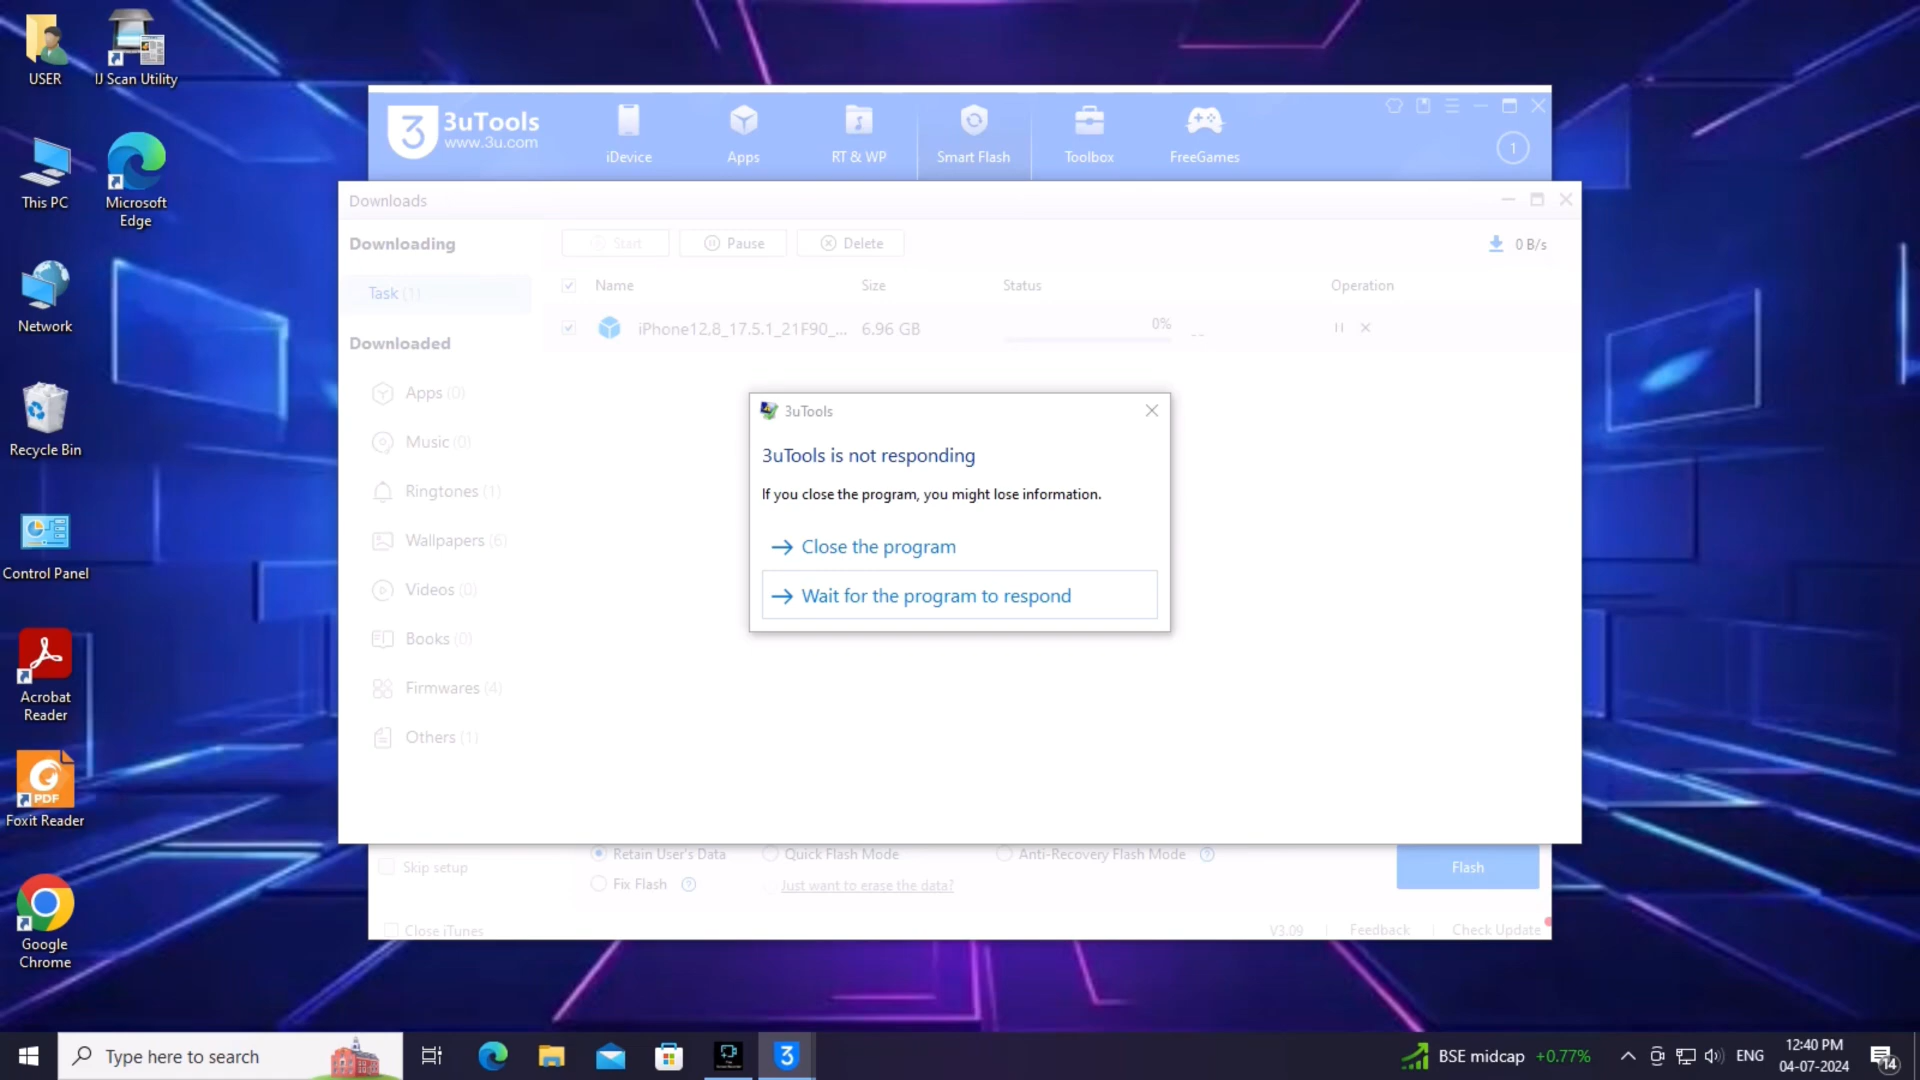 USER
IJ Scan Utility
This PC
Microsoft
Edge
Network
Recycle Bin
Control Panel
Acrobat
Reader
PDF
Foxit Reader
Google
Chrome
3 3uTools
www.3u.com
iDevice
Apps
RT & WP
Smart Flash
Toolbox
FreeGames
1
Downloads
Downloading
Task (1)
Downloaded
Apps (0)
Music (0)
Ringtones (1)
Wallpapers (6)
Videos (0)
Books (0)
Firmwares (4)
Others (1)
Start
Pause
Delete
0 B/s
Name Size Status Operation
iPhone12,8_17.5.1_21F90_... 6.96 GB 0% --
3uTools
3uTools is not responding
If you close the program, you might lose information.
Close the program
Wait for the program to respond
Skip setup
Retain User's Data
Quick Flash Mode
Anti-Recovery Flash Mode ?
Fix Flash ?
Just want to erase the data?
Flash
Close iTunes
V3.09 | Feedback | Check Update
Type here to search
3
BSE midcap +0.77%
ENG
12:40 PM
04-07-2024
14